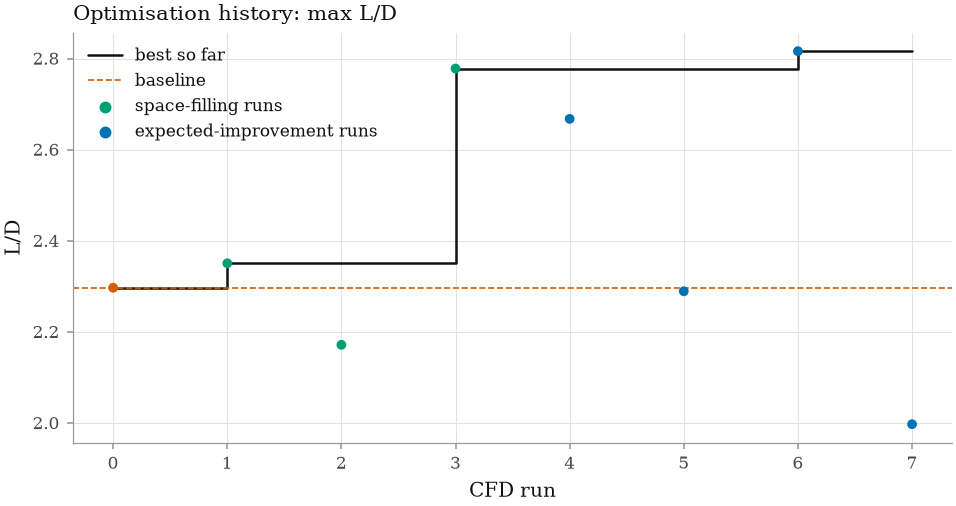 Optimisation history: max L/D
best so far
baseline
space-filling runs
expected-improvement runs
L/D
2.8
2.6
2.4
2.2
2.0
0 1 2 3 4 5 6 7
CFD run